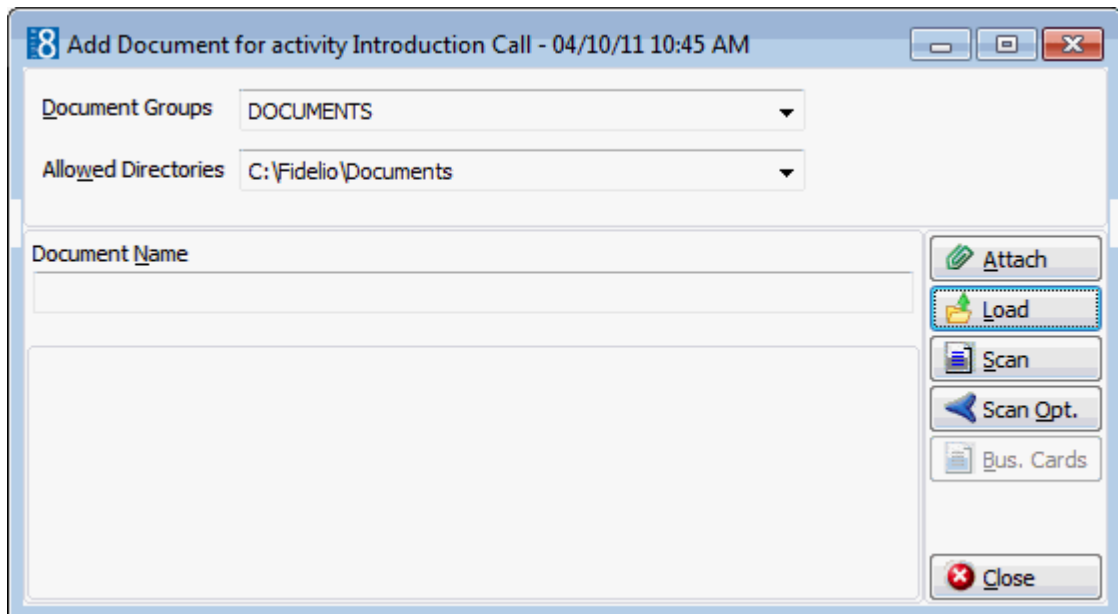 8 Add Document for activity Introduction Call - 04/10/11 10:45 AM
Document Groups DOCUMENTS
Allowed Directories C:\Fidelio\Documents
Document Name
Attach
Load
Scan
Scan Opt.
Bus. Cards
Close